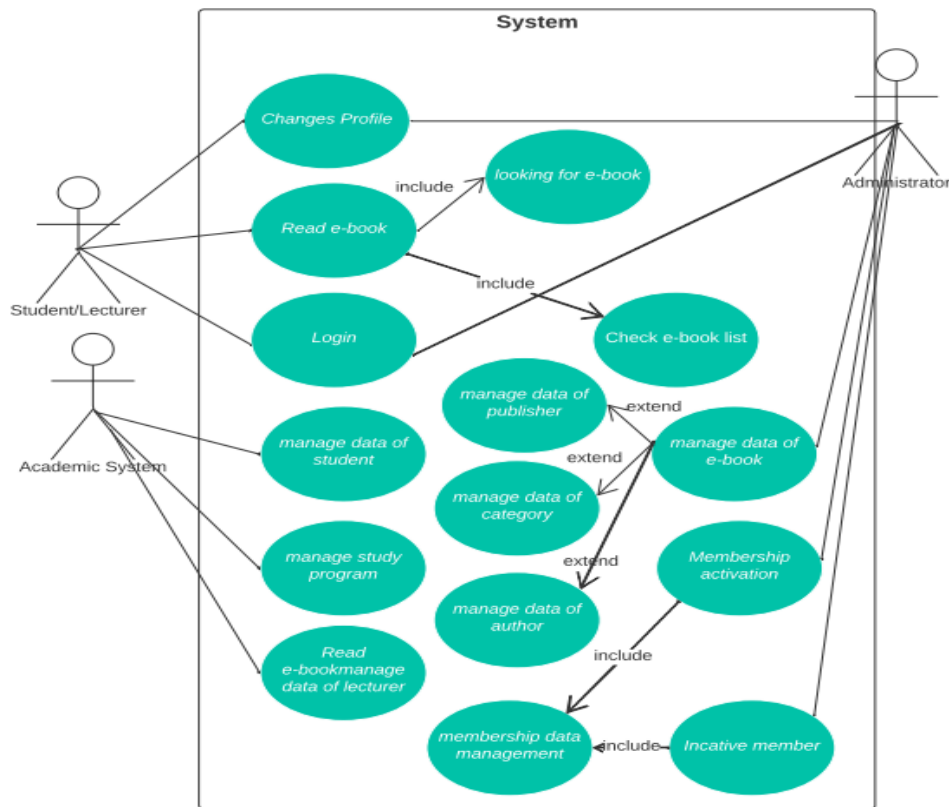 System
Changes Profile
looking for e-book
include
Administrator
Read e-book
include
Student/Lecturer
Login
Check e-book list
manage data of
publisher
extend
manage data of
student
manage data of
e-book
Academic System
extend
manage data of
category
manage study
program
extend
Membership
activation
manage data of
author
Read
e-bookmanage
data of lecturer
include
membership data
management
include
Incative member